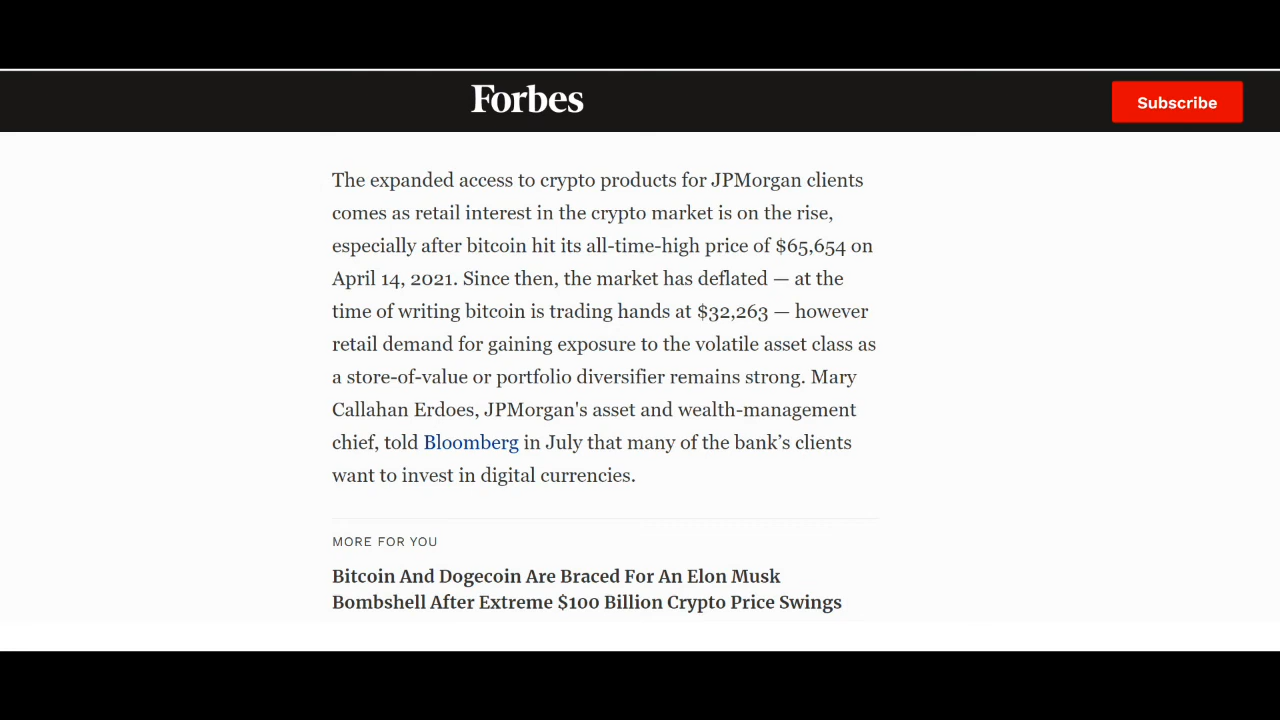 Forbes
Subscribe
The expanded access to crypto products for JPMorgan clients
comes as retail interest in the crypto market is on the rise,
especially after bitcoin hit its all-time-high price of $65,654 on
April 14, 2021. Since then, the market has deflated — at the
time of writing bitcoin is trading hands at $32,263 — however
retail demand for gaining exposure to the volatile asset class as
a store-of-value or portfolio diversifier remains strong. Mary
Callahan Erdoes, JPMorgan's asset and wealth-management
chief, told Bloomberg in July that many of the bank’s clients
want to invest in digital currencies.
MORE FOR YOU
Bitcoin And Dogecoin Are Braced For An Elon Musk
Bombshell After Extreme $100 Billion Crypto Price Swings